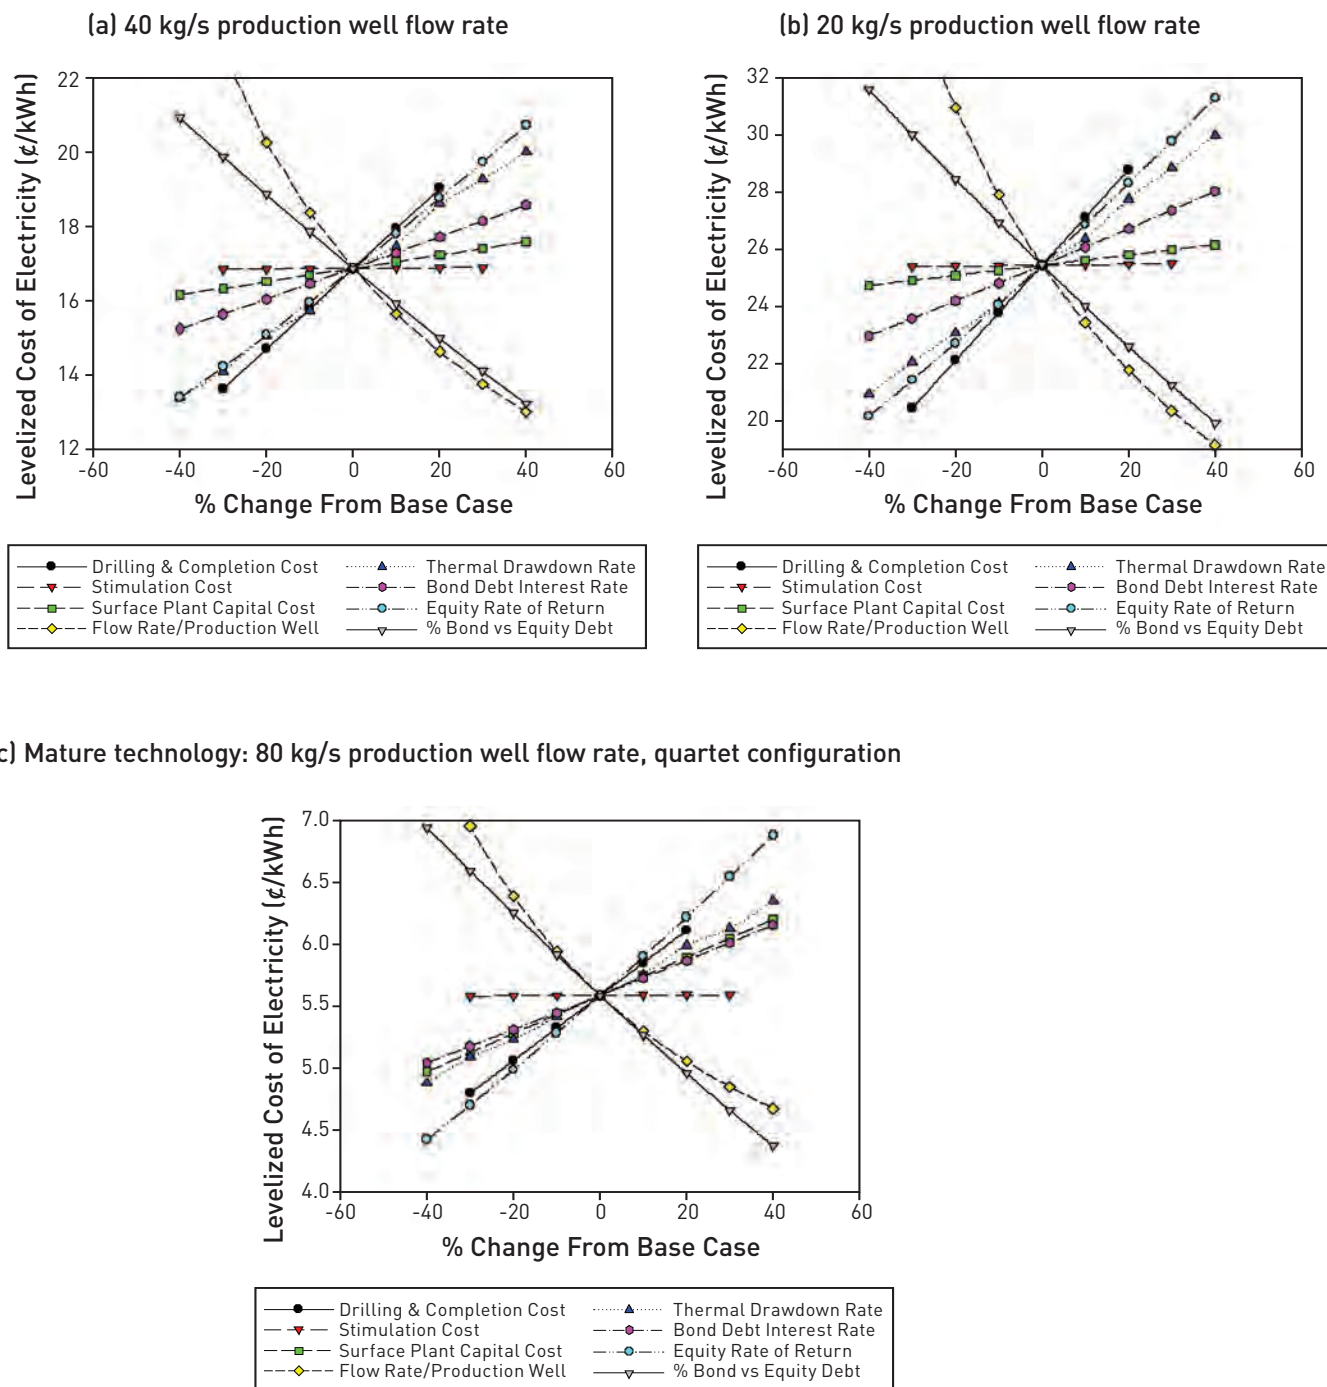 (a) 40 kg/s production well flow rate
Levelized Cost of Electricity (¢/kWh)
22
20
18
16
14
12
-60
-40
-20
0
20
40
60
% Change From Base Case
Drilling & Completion Cost
Stimulation Cost
Surface Plant Capital Cost
Flow Rate/Production Well
Thermal Drawdown Rate
Bond Debt Interest Rate
Equity Rate of Return
% Bond vs Equity Debt
(b) 20 kg/s production well flow rate
Levelized Cost of Electricity (¢/kWh)
32
30
28
26
24
22
20
-60
-40
-20
0
20
40
60
% Change From Base Case
Drilling & Completion Cost
Stimulation Cost
Surface Plant Capital Cost
Flow Rate/Production Well
Thermal Drawdown Rate
Bond Debt Interest Rate
Equity Rate of Return
% Bond vs Equity Debt
c) Mature technology: 80 kg/s production well flow rate, quartet configuration
Levelized Cost of Electricity (¢/kWh)
7.0
6.5
6.0
5.5
5.0
4.5
4.0
-60
-40
-20
0
20
40
60
% Change From Base Case
Drilling & Completion Cost
Stimulation Cost
Surface Plant Capital Cost
Flow Rate/Production Well
Thermal Drawdown Rate
Bond Debt Interest Rate
Equity Rate of Return
% Bond vs Equity Debt